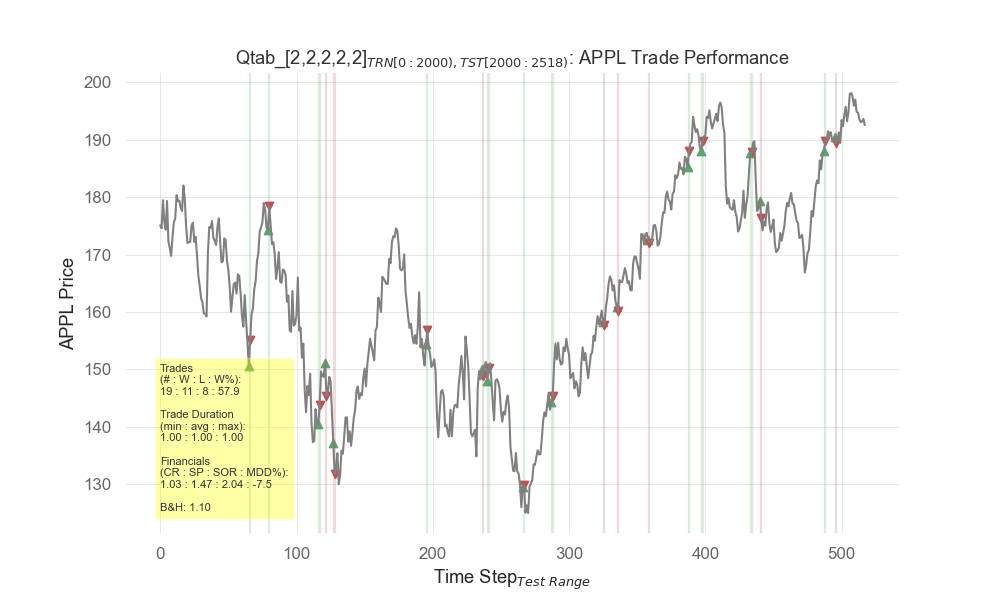 Qtab_[2,2,2,2,2]TRN[0 : 2000), TST[2000 : 2518): APPL Trade Performance
200
190
180
170
160
150
140
130
APPL Price
Trades
(# : W : L : W%):
19 : 11 : 8 : 57.9
Trade Duration
(min : avg : max):
1.00 : 1.00 : 1.00
Financials
(CR : SP : SOR : MDD%):
1.03 : 1.47 : 2.04 : -7.5
B&H: 1.10
0 100 200 300 400 500
Time StepTest Range